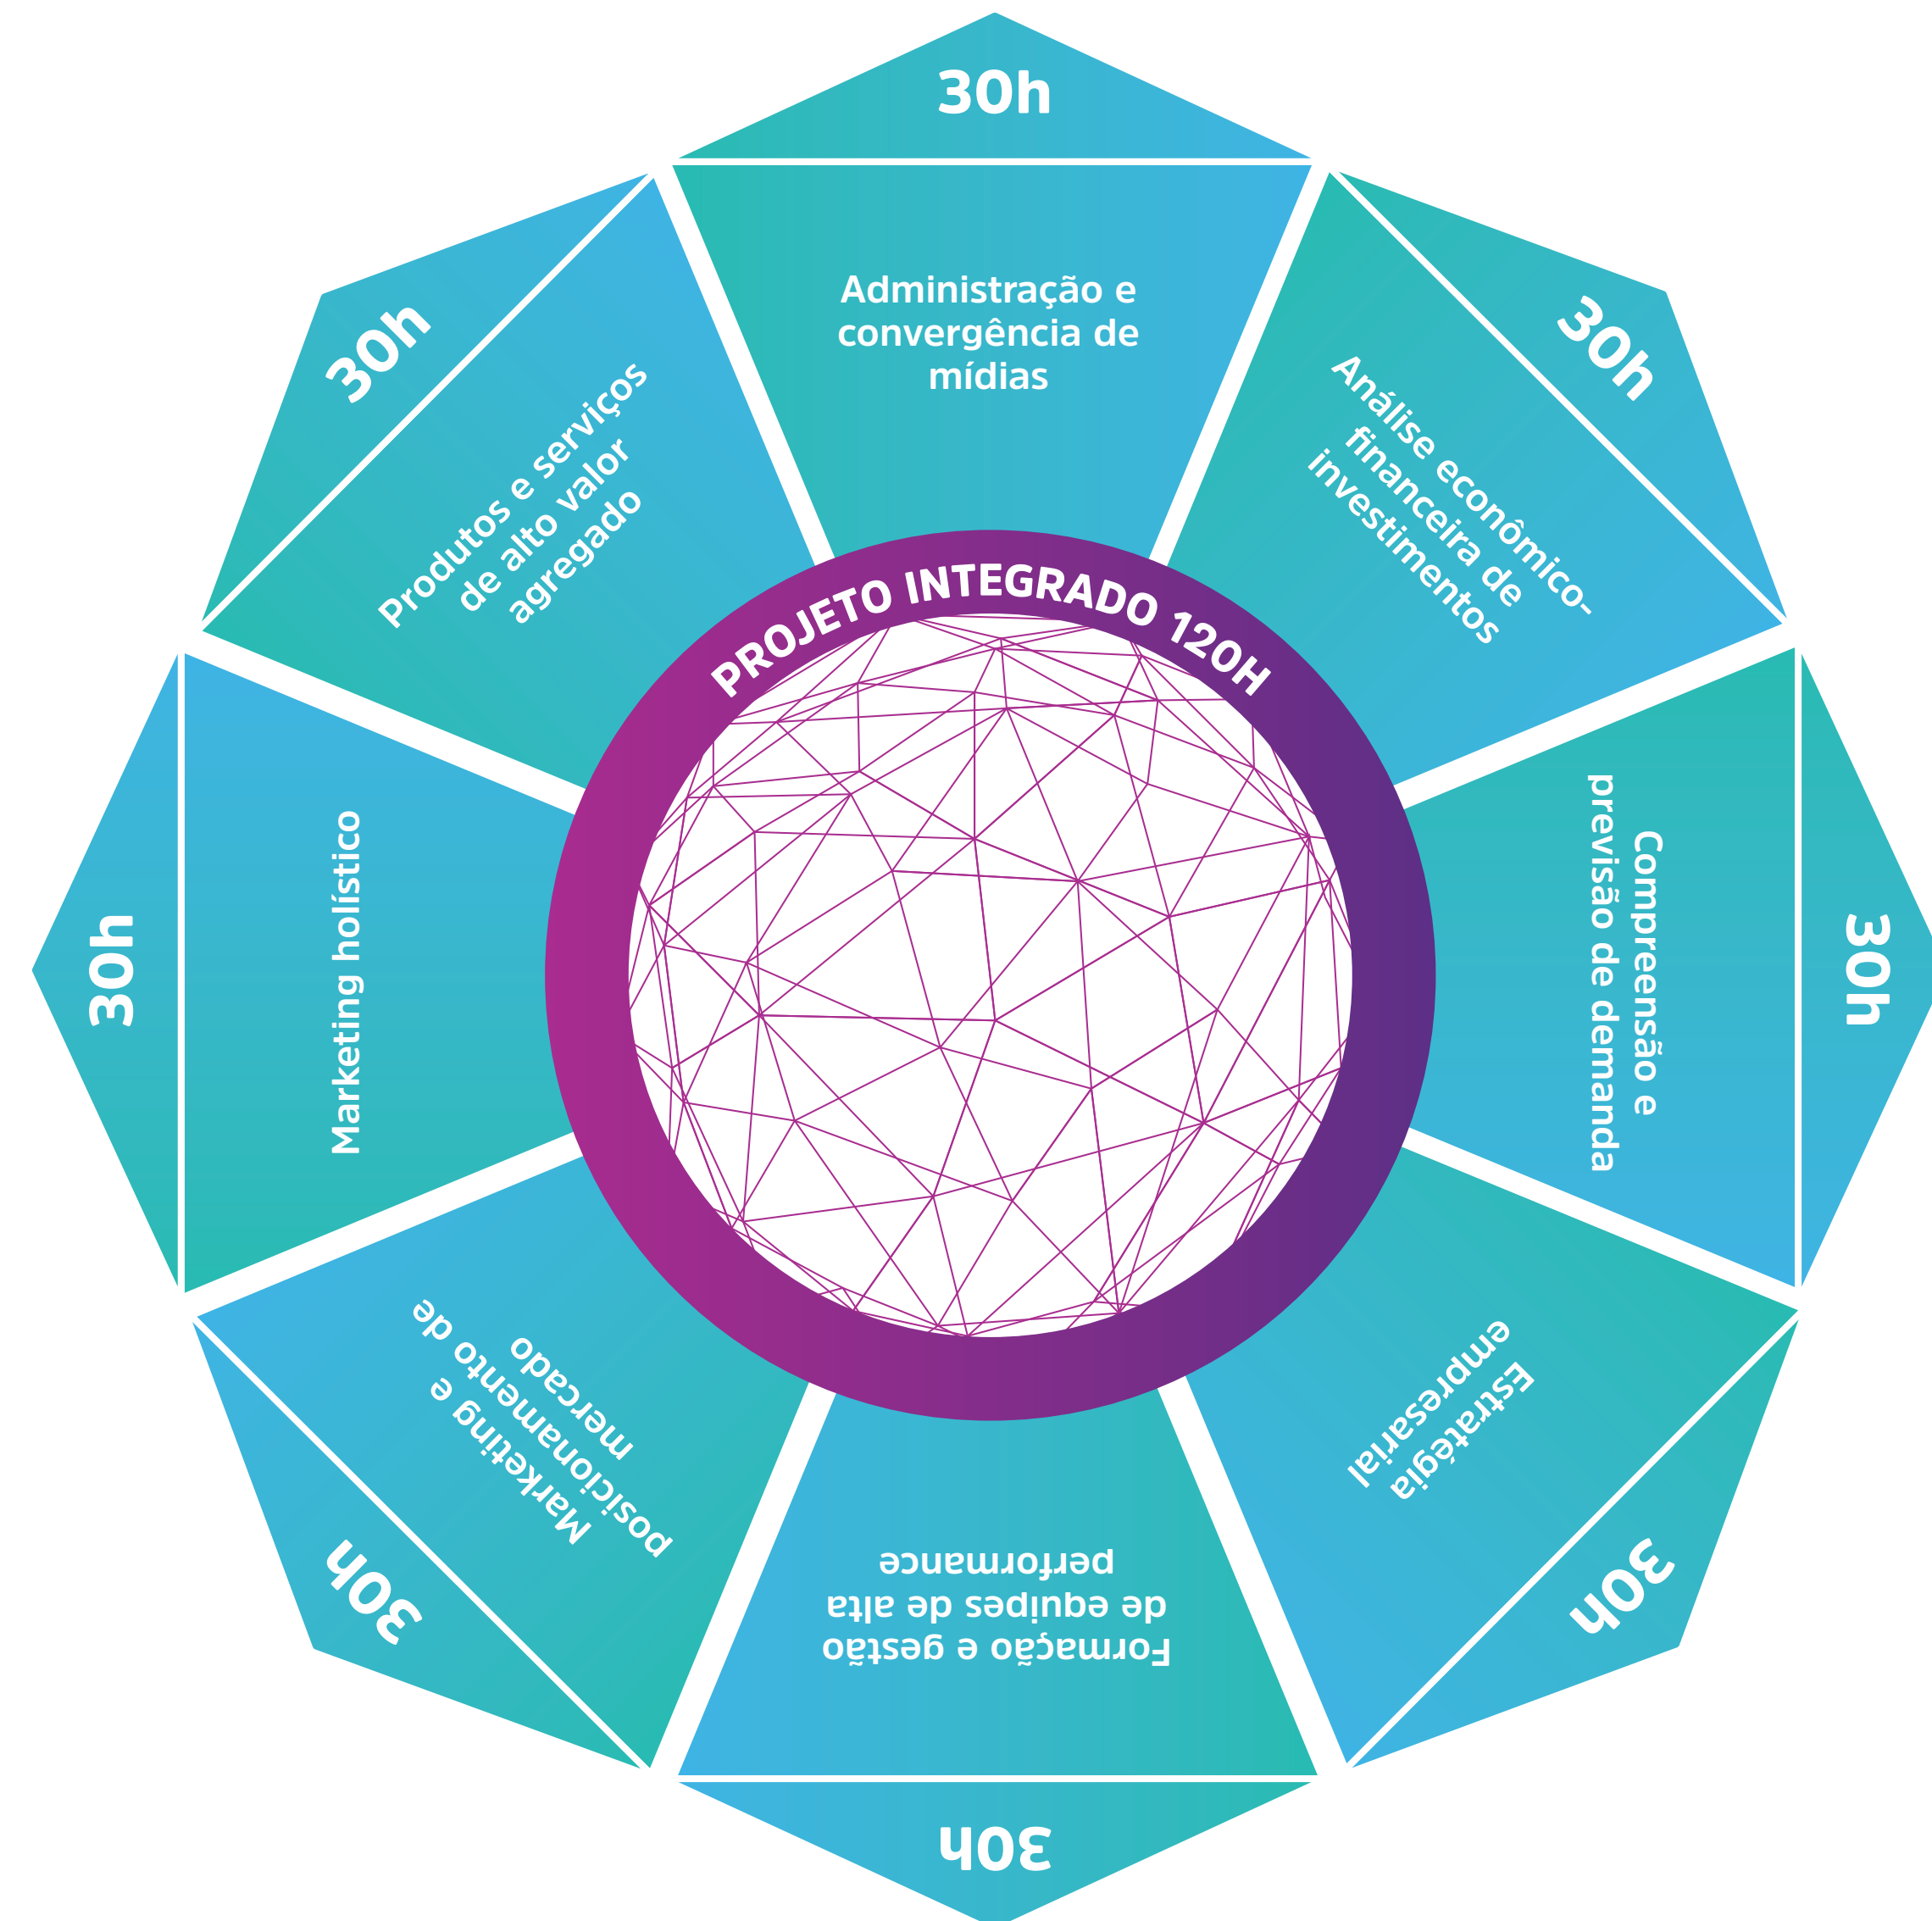 30h
Administração e
convergência de
mídias
30h
Análise econômico-
financeira de
investimentos
30h
Compreensão e
previsão de demanda
30h
Estratégia
empresarial
30h
Formação e gestão
de equipes de alta
performance
30h
Marketing e
posicionamento de
mercado
30h
Marketing holístico
30h
Produtos e serviços
de alto valor
agregado
PROJETO INTEGRADO 120H